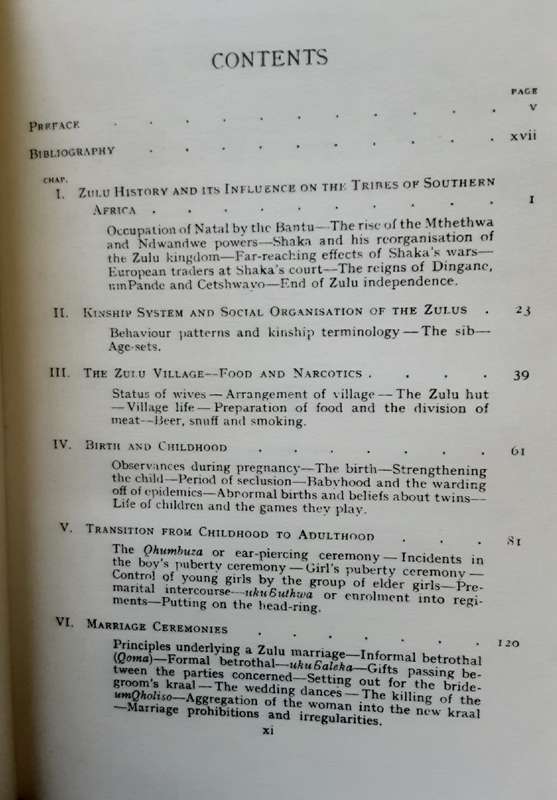 CONTENTS
PAGE
PREFACE . . . . . . . . . . v
BIBLIOGRAPHY . . . . . . . . . xvii
CHAP.
I. ZULU HISTORY AND ITS INFLUENCE ON THE TRIBES OF SOUTHERN
AFRICA . . . . . . . . . . 1
Occupation of Natal by the Bantu—The rise of the Mthethwa
and Ndwandwe powers—Shaka and his reorganisation of
the Zulu kingdom—Far-reaching effects of Shaka's wars—
European traders at Shaka's court—The reigns of Dingane,
umPande and Cetshwayo—End of Zulu independence.
II. KINSHIP SYSTEM AND SOCIAL ORGANISATION OF THE ZULUS . 23
Behaviour patterns and kinship terminology—The sib—
Age-sets.
III. THE ZULU VILLAGE—FOOD AND NARCOTICS . . . . 39
Status of wives—Arrangement of village—The Zulu hut
—Village life—Preparation of food and the division of
meat—Beer, snuff and smoking.
IV. BIRTH AND CHILDHOOD . . . . . . . 61
Observances during pregnancy—The birth—Strengthening
the child—Period of seclusion—Babyhood and the warding
off of epidemics—Abnormal births and beliefs about twins—
Life of children and the games they play.
V. TRANSITION FROM CHILDHOOD TO ADULTHOOD . . . 81
The Qhumbuza or ear-piercing ceremony—Incidents in
the boy's puberty ceremony—Girl's puberty ceremony—
Control of young girls by the group of elder girls—Pre-
marital intercourse—ukuɓuthwa or enrolment into regi-
ments—Putting on the head-ring.
VI. MARRIAGE CEREMONIES . . . . . . . 120
Principles underlying a Zulu marriage—Informal betrothal
(Qoma)—Formal betrothal—ukuɓaleka—Gifts passing be-
tween the parties concerned—Setting out for the bride-
groom's kraal—The wedding dances—The killing of the
umQholiso—Aggregation of the woman into the new kraal
—Marriage prohibitions and irregularities.
xi